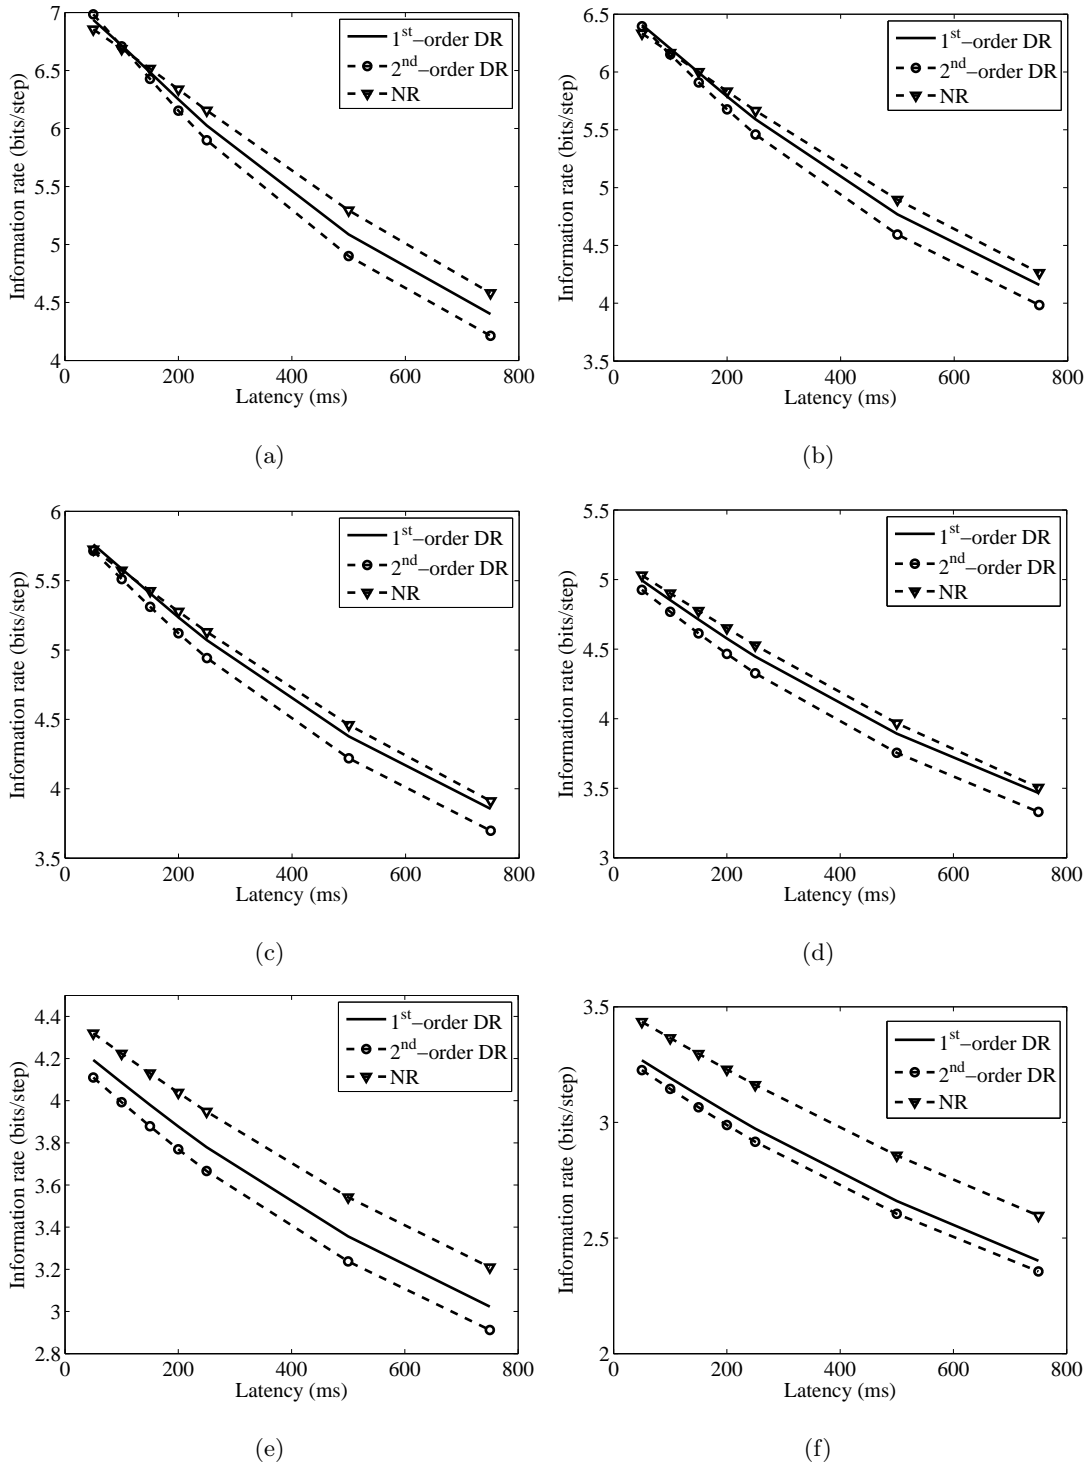 7
6.5
6
5.5
5
4.5
4
0
200
400
600
800
Latency (ms)
Information rate (bits/step)
1st−order DR
2nd−order DR
NR
(a)
6.5
6
5.5
5
4.5
4
3.5
0
200
400
600
800
Latency (ms)
Information rate (bits/step)
1st−order DR
2nd−order DR
NR
(b)
6
5.5
5
4.5
4
3.5
0
200
400
600
800
Latency (ms)
Information rate (bits/step)
1st−order DR
2nd−order DR
NR
(c)
5.5
5
4.5
4
3.5
3
0
200
400
600
800
Latency (ms)
Information rate (bits/step)
1st−order DR
2nd−order DR
NR
(d)
4.4
4.2
4
3.8
3.6
3.4
3.2
3
2.8
0
200
400
600
800
Latency (ms)
Information rate (bits/step)
1st−order DR
2nd−order DR
NR
(e)
3.5
3
2.5
2
0
200
400
600
800
Latency (ms)
Information rate (bits/step)
1st−order DR
2nd−order DR
NR
(f)